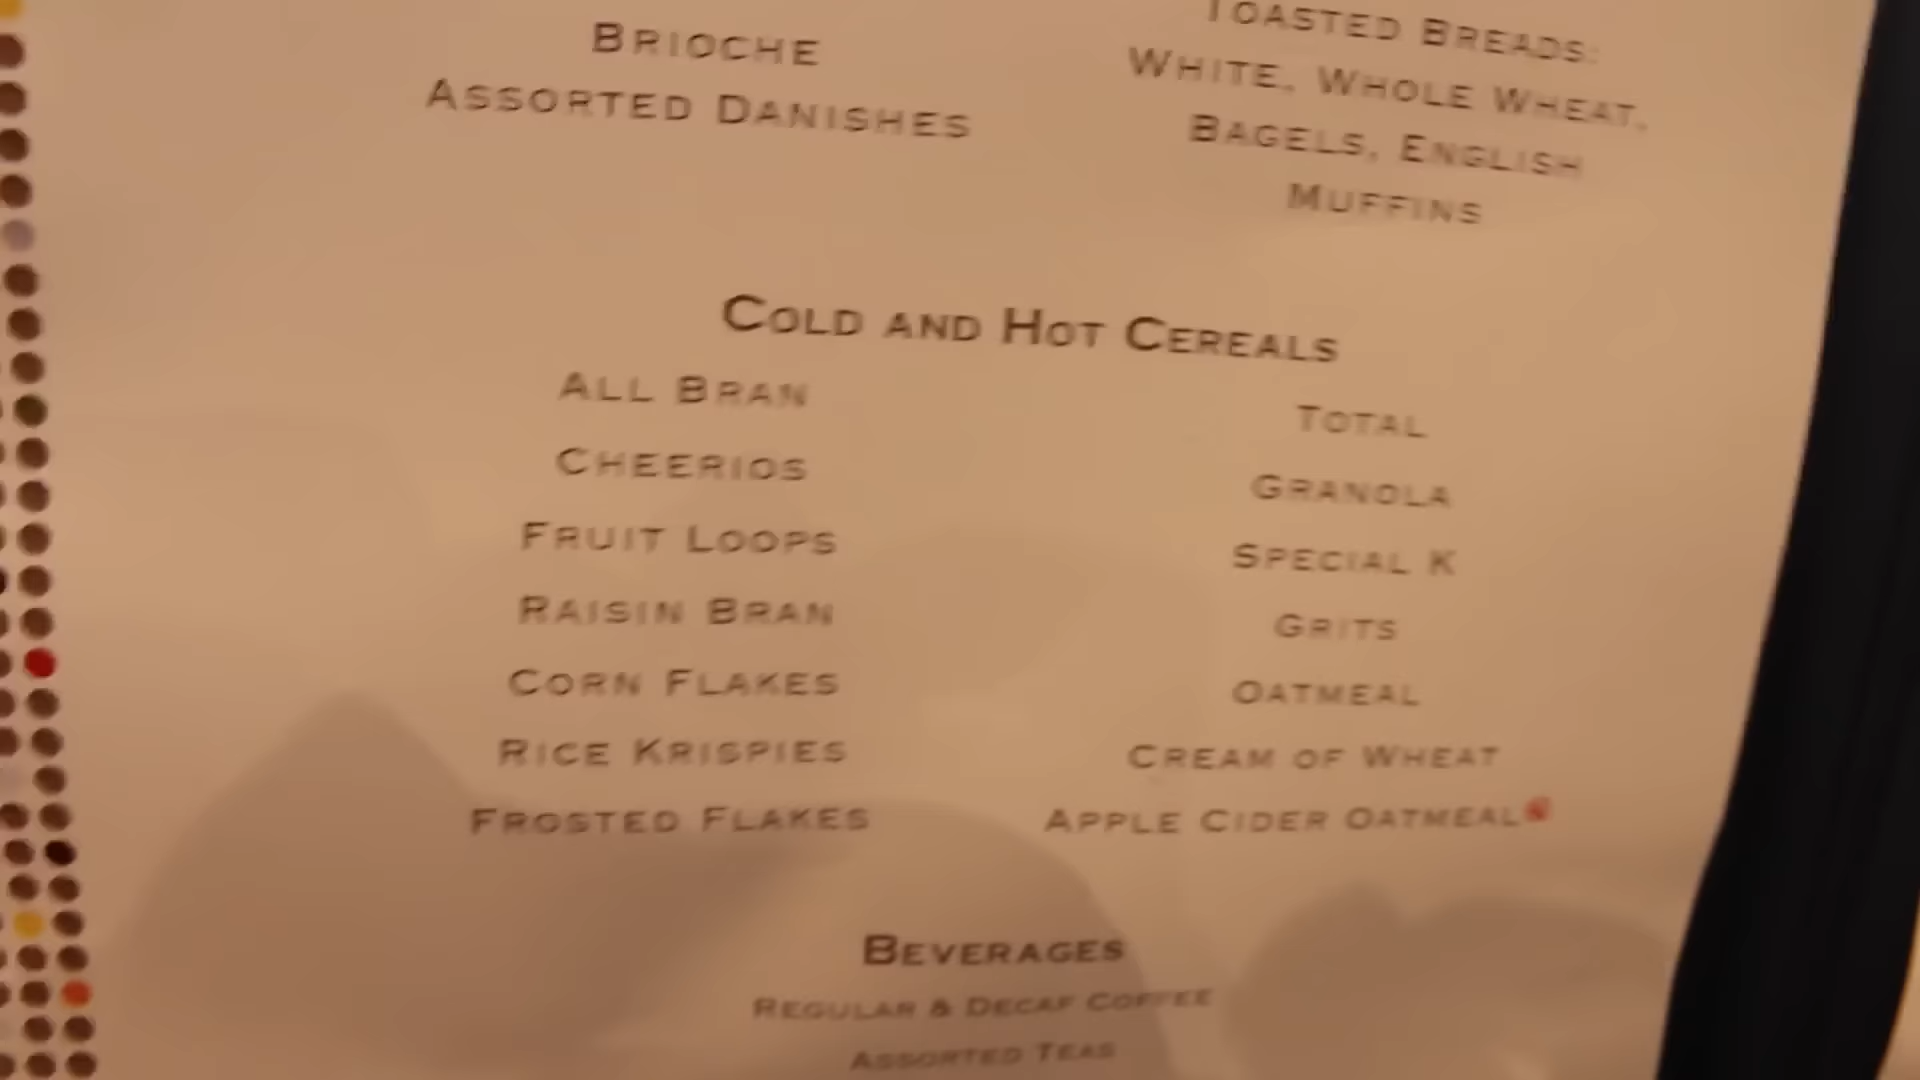 Brioche
Assorted Danishes
Toasted Breads:
White, Whole Wheat,
Bagels, English
Muffins
Cold and Hot Cereals
All Bran
Cheerios
Fruit Loops
Raisin Bran
Corn Flakes
Rice Krispies
Frosted Flakes
Total
Granola
Special K
Grits
Oatmeal
Cream of Wheat
Apple Cider Oatmeal
Beverages
Regular & Decaf Coffee
Assorted Teas